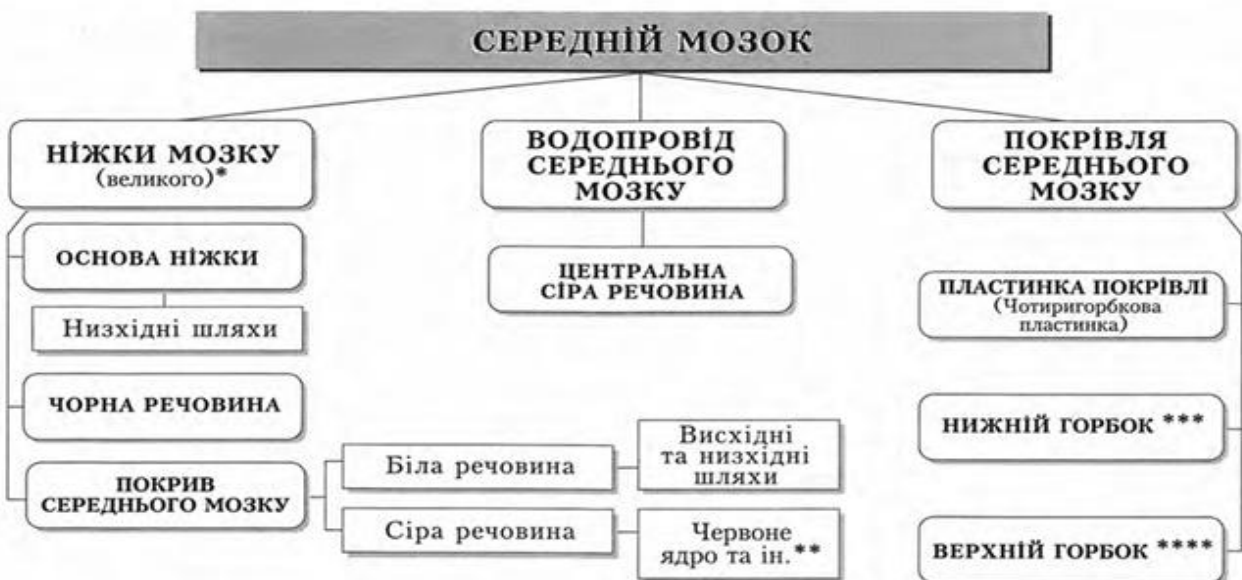 СЕРЕДНІЙ МОЗОК
НІЖКИ МОЗКУ
(великого)*
ОСНОВА НІЖКИ
Низхідні шляхи
ЧОРНА РЕЧОВИНА
ПОКРИВ
СЕРЕДНЬОГО МОЗКУ
Біла речовина
Висхідні
та низхідні
шляхи
Сіра речовина
Червоне
ядро та ін.**
ВОДОПРОВІД
СЕРЕДНЬОГО
МОЗКУ
ЦЕНТРАЛЬНА
СІРА РЕЧОВИНА
ПОКРІВЛЯ
СЕРЕДНЬОГО
МОЗКУ
ПЛАСТИНКА ПОКРІВЛІ
(Чотиригорбкова
пластинка)
НИЖНІЙ ГОРБОК ***
ВЕРХНІЙ ГОРБОК ****